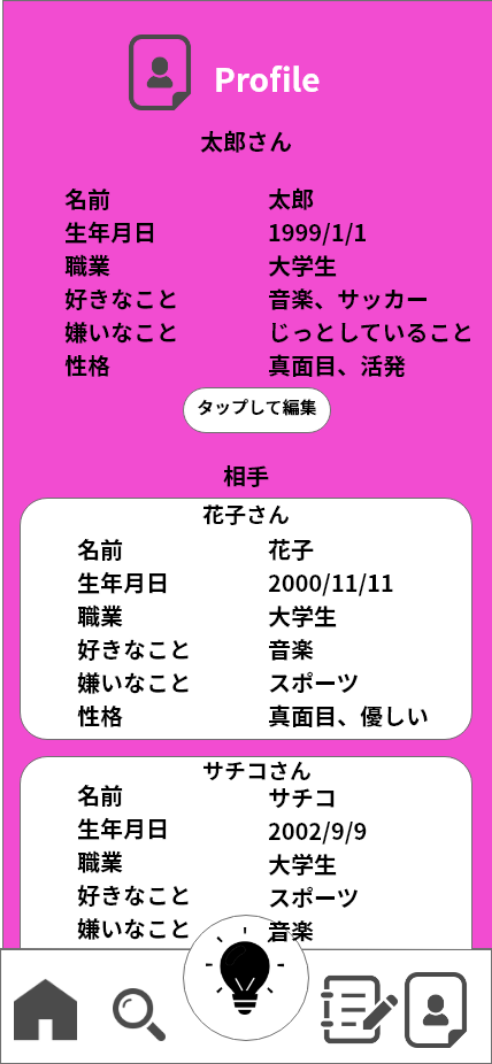 Profile
太郎さん
名前 太郎
生年月日 1999/1/1
職業 大学生
好きなこと 音楽、サッカー
嫌いなこと じっとしていること
性格 真面目、活発
タップして編集
相手
花子さん
名前 花子
生年月日 2000/11/11
職業 大学生
好きなこと 音楽
嫌いなこと スポーツ
性格 真面目、優しい
サチコさん
名前 サチコ
生年月日 2002/9/9
職業 大学生
好きなこと スポーツ
嫌いなこと 音楽